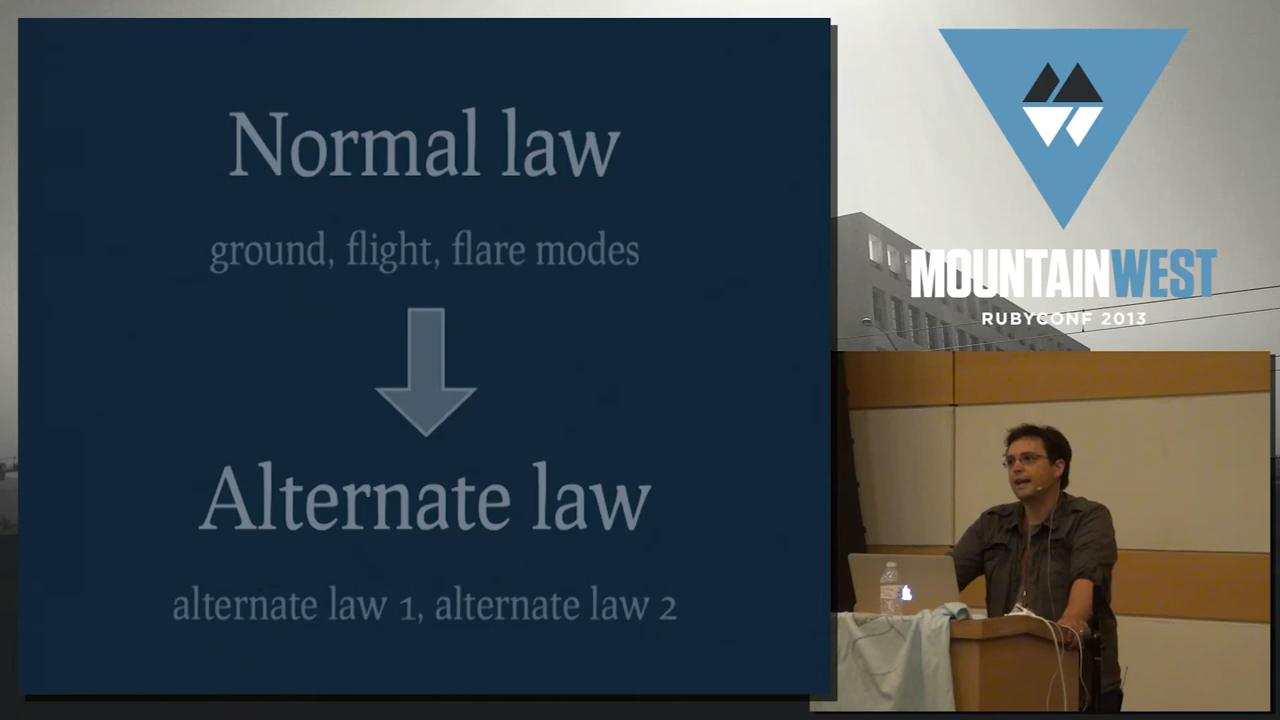 Normal law
ground, flight, flare modes
Alternate law
alternate law 1, alternate law 2
MOUNTAINWEST
RUBYCONF 2013